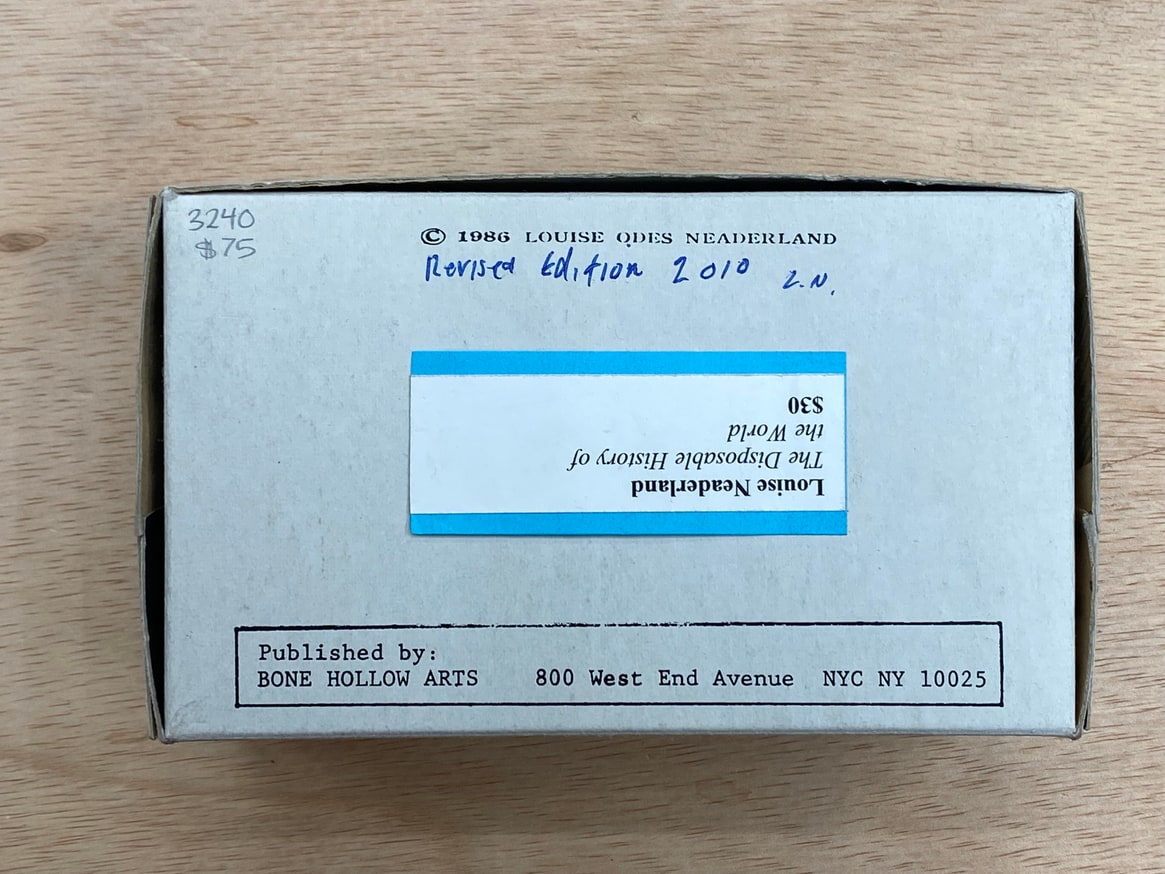 3240
$75
© 1986 LOUISE ODES NEADERLAND
Revised Edition 2010 L.N.
Louise Neaderland
The Disposable History of
the World
$30
Published by:
BONE HOLLOW ARTS 800 West End Avenue NYC NY 10025